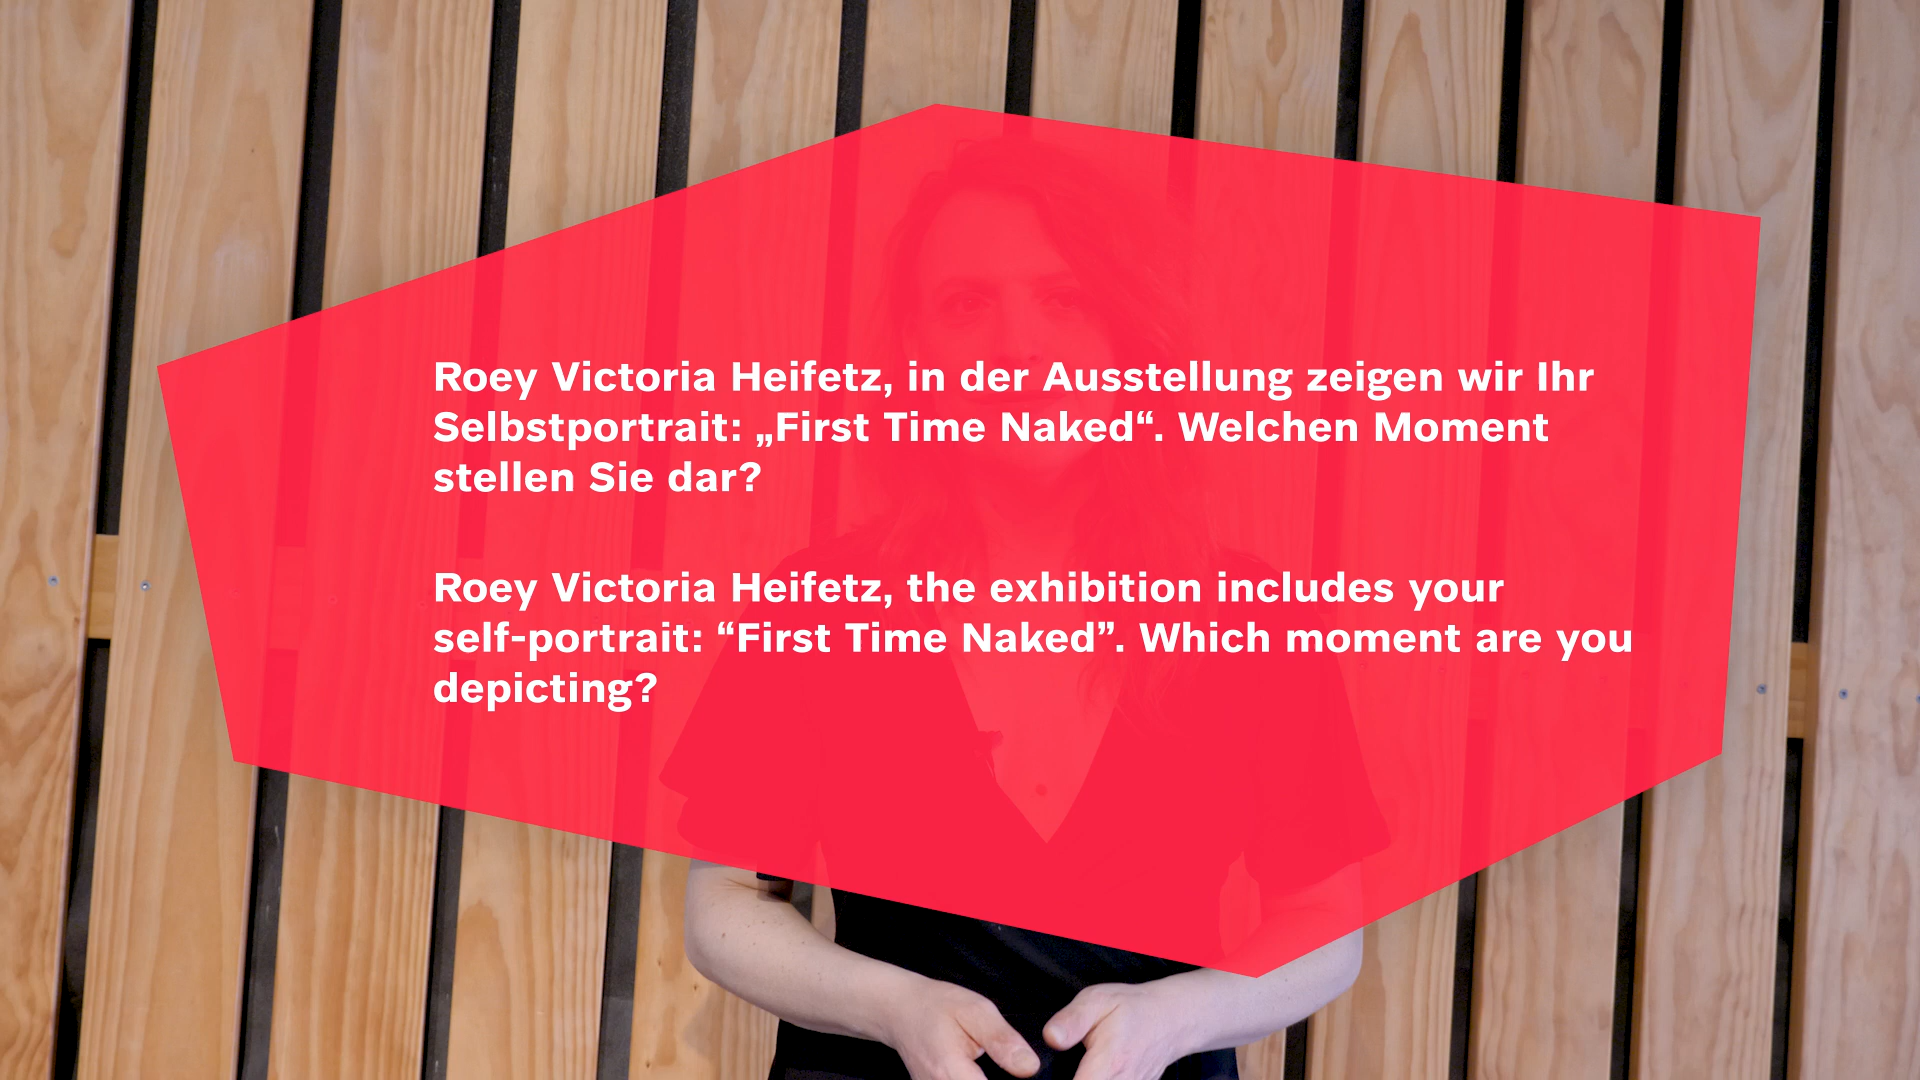 Roey Victoria Heifetz, in der Ausstellung zeigen wir Ihr
Selbstportrait: „First Time Naked“. Welchen Moment
stellen Sie dar?
Roey Victoria Heifetz, the exhibition includes your
self-portrait: “First Time Naked”. Which moment are you
depicting?